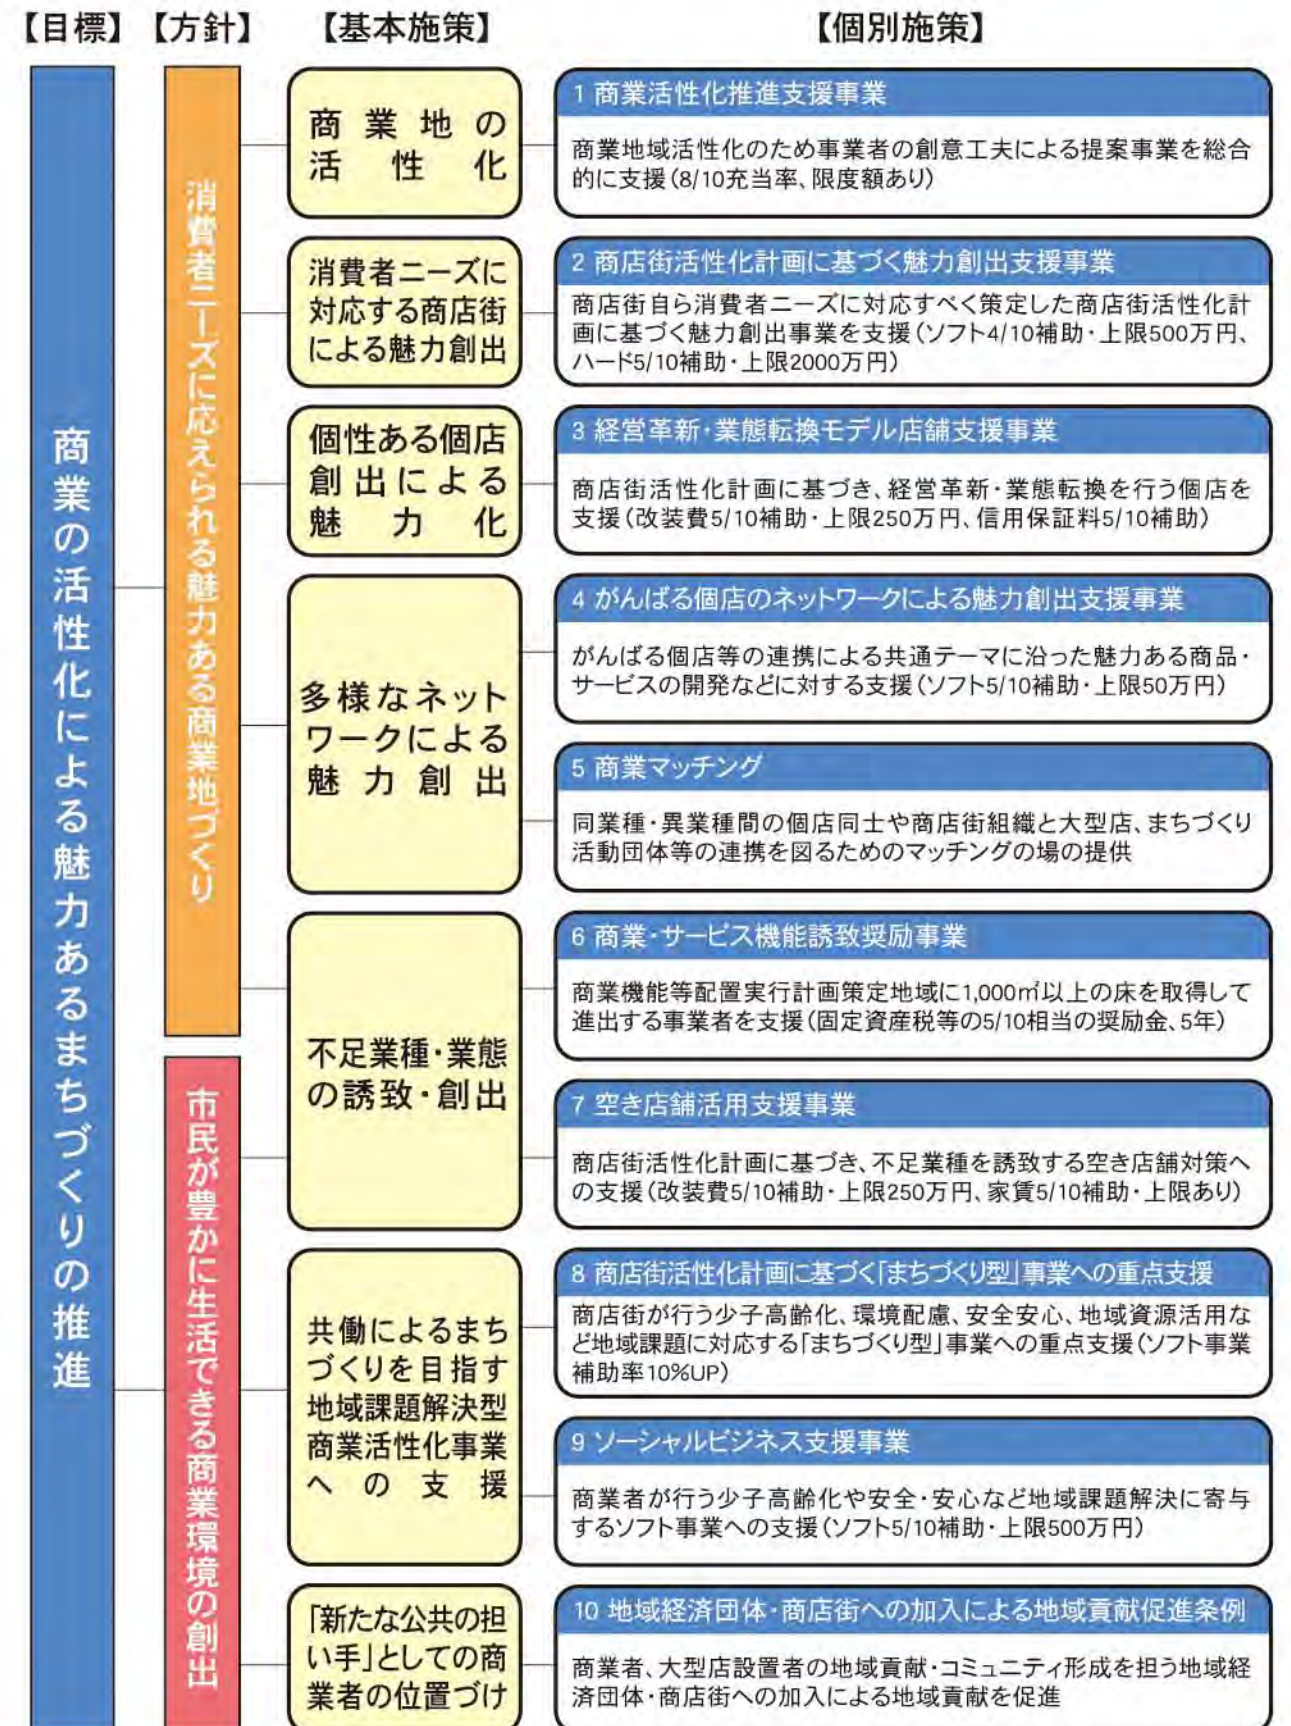 【目標】【方針】 【基本施策】 【個別施策】
商業の活性化による魅力あるまちづくりの推進
消費者ニーズに応えられる魅力ある商業地づくり
商業地の
活性化
1 商業活性化推進支援事業
商業地域活性化のため事業者の創意工夫による提案事業を総合
的に支援(8/10充当率、限度額あり)
消費者ニーズに
対応する商店街
による魅力創出
2 商店街活性化計画に基づく魅力創出支援事業
商店街自ら消費者ニーズに対応すべく策定した商店街活性化計
画に基づく魅力創出事業を支援(ソフト4/10補助・上限500万円、
ハード5/10補助・上限2000万円)
個性ある個店
創出による
魅力化
3 経営革新・業態転換モデル店舗支援事業
商店街活性化計画に基づき、経営革新・業態転換を行う個店を
支援(改装費5/10補助・上限250万円、信用保証料5/10補助)
多様なネット
ワークによる
魅力創出
4 がんばる個店のネットワークによる魅力創出支援事業
がんばる個店等の連携による共通テーマに沿った魅力ある商品・
サービスの開発などに対する支援(ソフト5/10補助・上限50万円)
5 商業マッチング
同業種・異業種間の個店同士や商店街組織と大型店、まちづくり
活動団体等の連携を図るためのマッチングの場の提供
不足業種・業態
の誘致・創出
6 商業・サービス機能誘致奨励事業
商業機能等配置実行計画策定地域に1,000㎡以上の床を取得して
進出する事業者を支援(固定資産税等の5/10相当の奨励金、5年)
7 空き店舗活用支援事業
商店街活性化計画に基づき、不足業種を誘致する空き店舗対策へ
の支援(改装費5/10補助・上限250万円、家賃5/10補助・上限あり)
市民が豊かに生活できる商業環境の創出
共働によるまち
づくりを目指す
地域課題解決型
商業活性化事業
への支援
8 商店街活性化計画に基づく「まちづくり型」事業への重点支援
商店街が行う少子高齢化、環境配慮、安全安心、地域資源活用な
ど地域課題に対応する「まちづくり型」事業への重点支援(ソフト事業
補助率10%UP)
9 ソーシャルビジネス支援事業
商業者が行う少子高齢化や安全・安心など地域課題解決に寄与
するソフト事業への支援(ソフト5/10補助・上限500万円)
「新たな公共の担
い手」としての商
業者の位置づけ
10 地域経済団体・商店街への加入による地域貢献促進条例
商業者、大型店設置者の地域貢献・コミュニティ形成を担う地域経
済団体・商店街への加入による地域貢献を促進